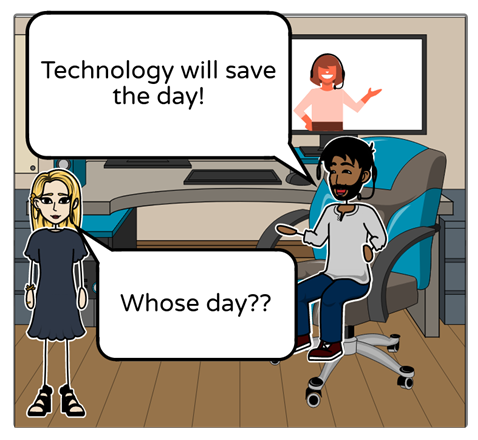 Technology will save
the day!
Whose day??